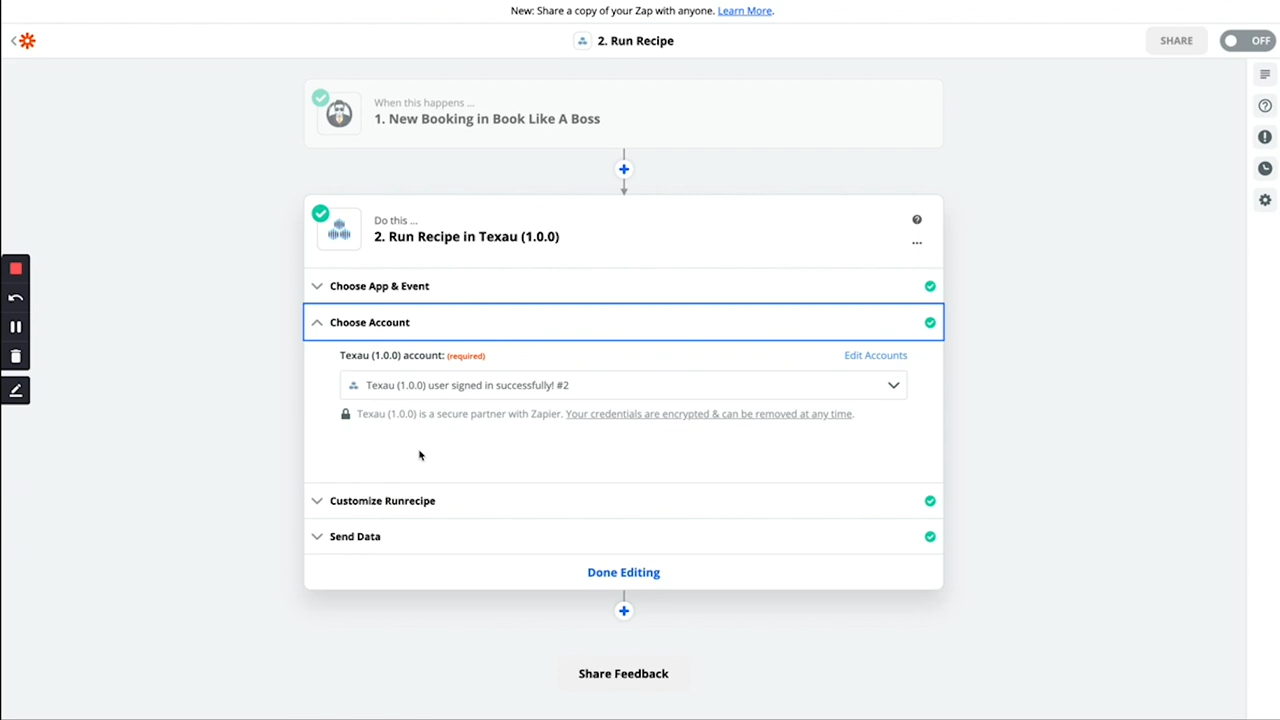 New: Share a copy of your Zap with anyone. Learn More.
2. Run Recipe
SHARE
OFF
When this happens ...
1. New Booking in Book Like A Boss
Do this ...
2. Run Recipe in Texau (1.0.0)
Choose App & Event
Choose Account
Texau (1.0.0) account: (required)
Edit Accounts
Texau (1.0.0) user signed in successfully! #2
Texau (1.0.0) is a secure partner with Zapier. Your credentials are encrypted & can be removed at any time.
Customize Runrecipe
Send Data
Done Editing
Share Feedback